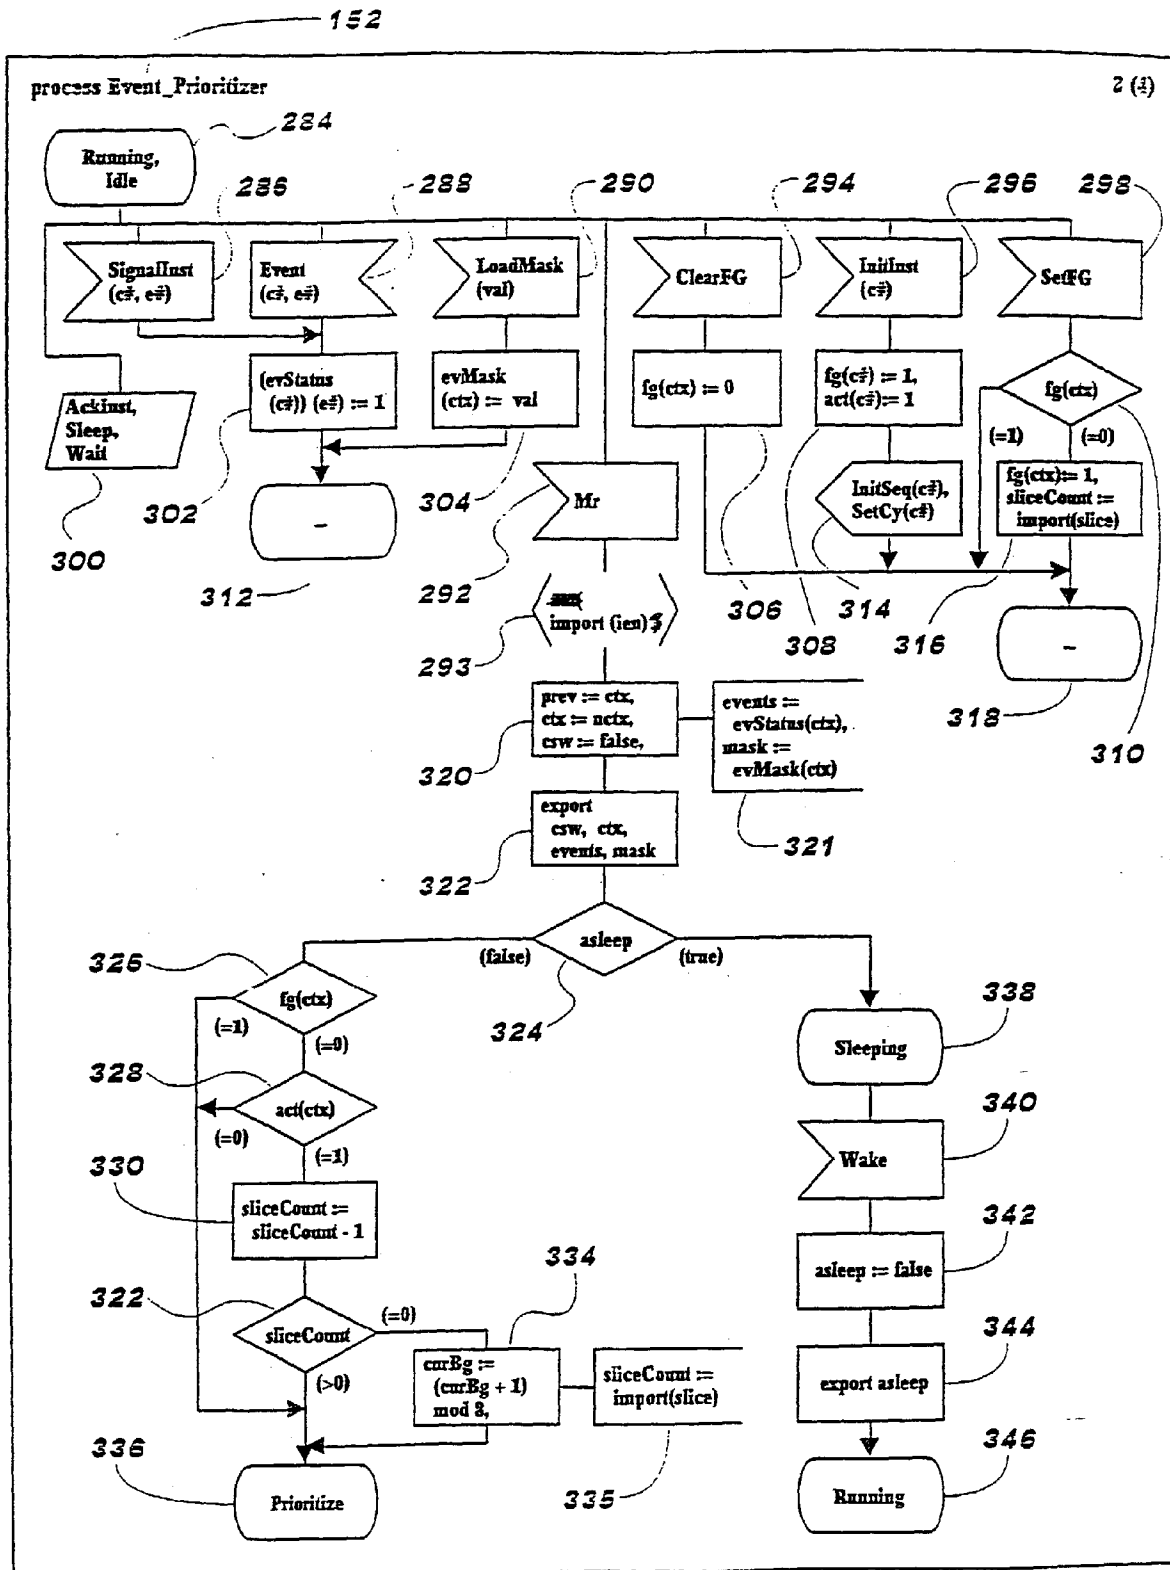 152
process Event_Prioritizer
2 (4)
284
Running,
Idle
286
288
290
294
296
298
SignalInst
(c#, e#)
Event
(c#, e#)
LoadMask
(val)
ClearFG
InitInst
(c#)
SetFG
AckInst,
Sleep,
Wait
(evStatus
(c#)) (e#) := 1
evMask
(ctx) := val
fg(ctx) := 0
fg(c#) := 1,
act(c#) := 1
fg(ctx)
(=1)
(=0)
300
302
304
Mr
InitSeq(c#),
SetCy(c#)
fg(ctx) := 1,
sliceCount :=
import(slice)
-
312
292
306
308
314
316
310
293
import (ien)
-
318
prev := ctx,
ctx := nctx,
csw := false,
events :=
evStatus(ctx),
mask :=
evMask(ctx)
320
321
export
csw, ctx,
events, mask
322
asleep
(false)
(true)
324
326
fg(ctx)
(=1)
(=0)
328
act(ctx)
(=0)
(=1)
330
sliceCount :=
sliceCount - 1
322
sliceCount
(=0)
(>0)
334
curBg :=
(curBg + 1)
mod 8,
sliceCount :=
import(slice)
335
336
Prioritize
338
Sleeping
340
Wake
342
asleep := false
344
export asleep
346
Running